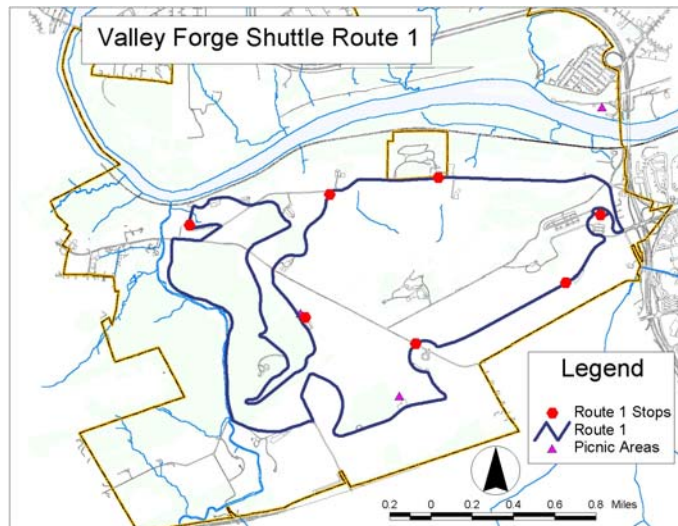 Valley Forge Shuttle Route 1
Legend
Route 1 Stops
Route 1
Picnic Areas
0.2 0 0.2 0.4 0.6 0.8 Miles